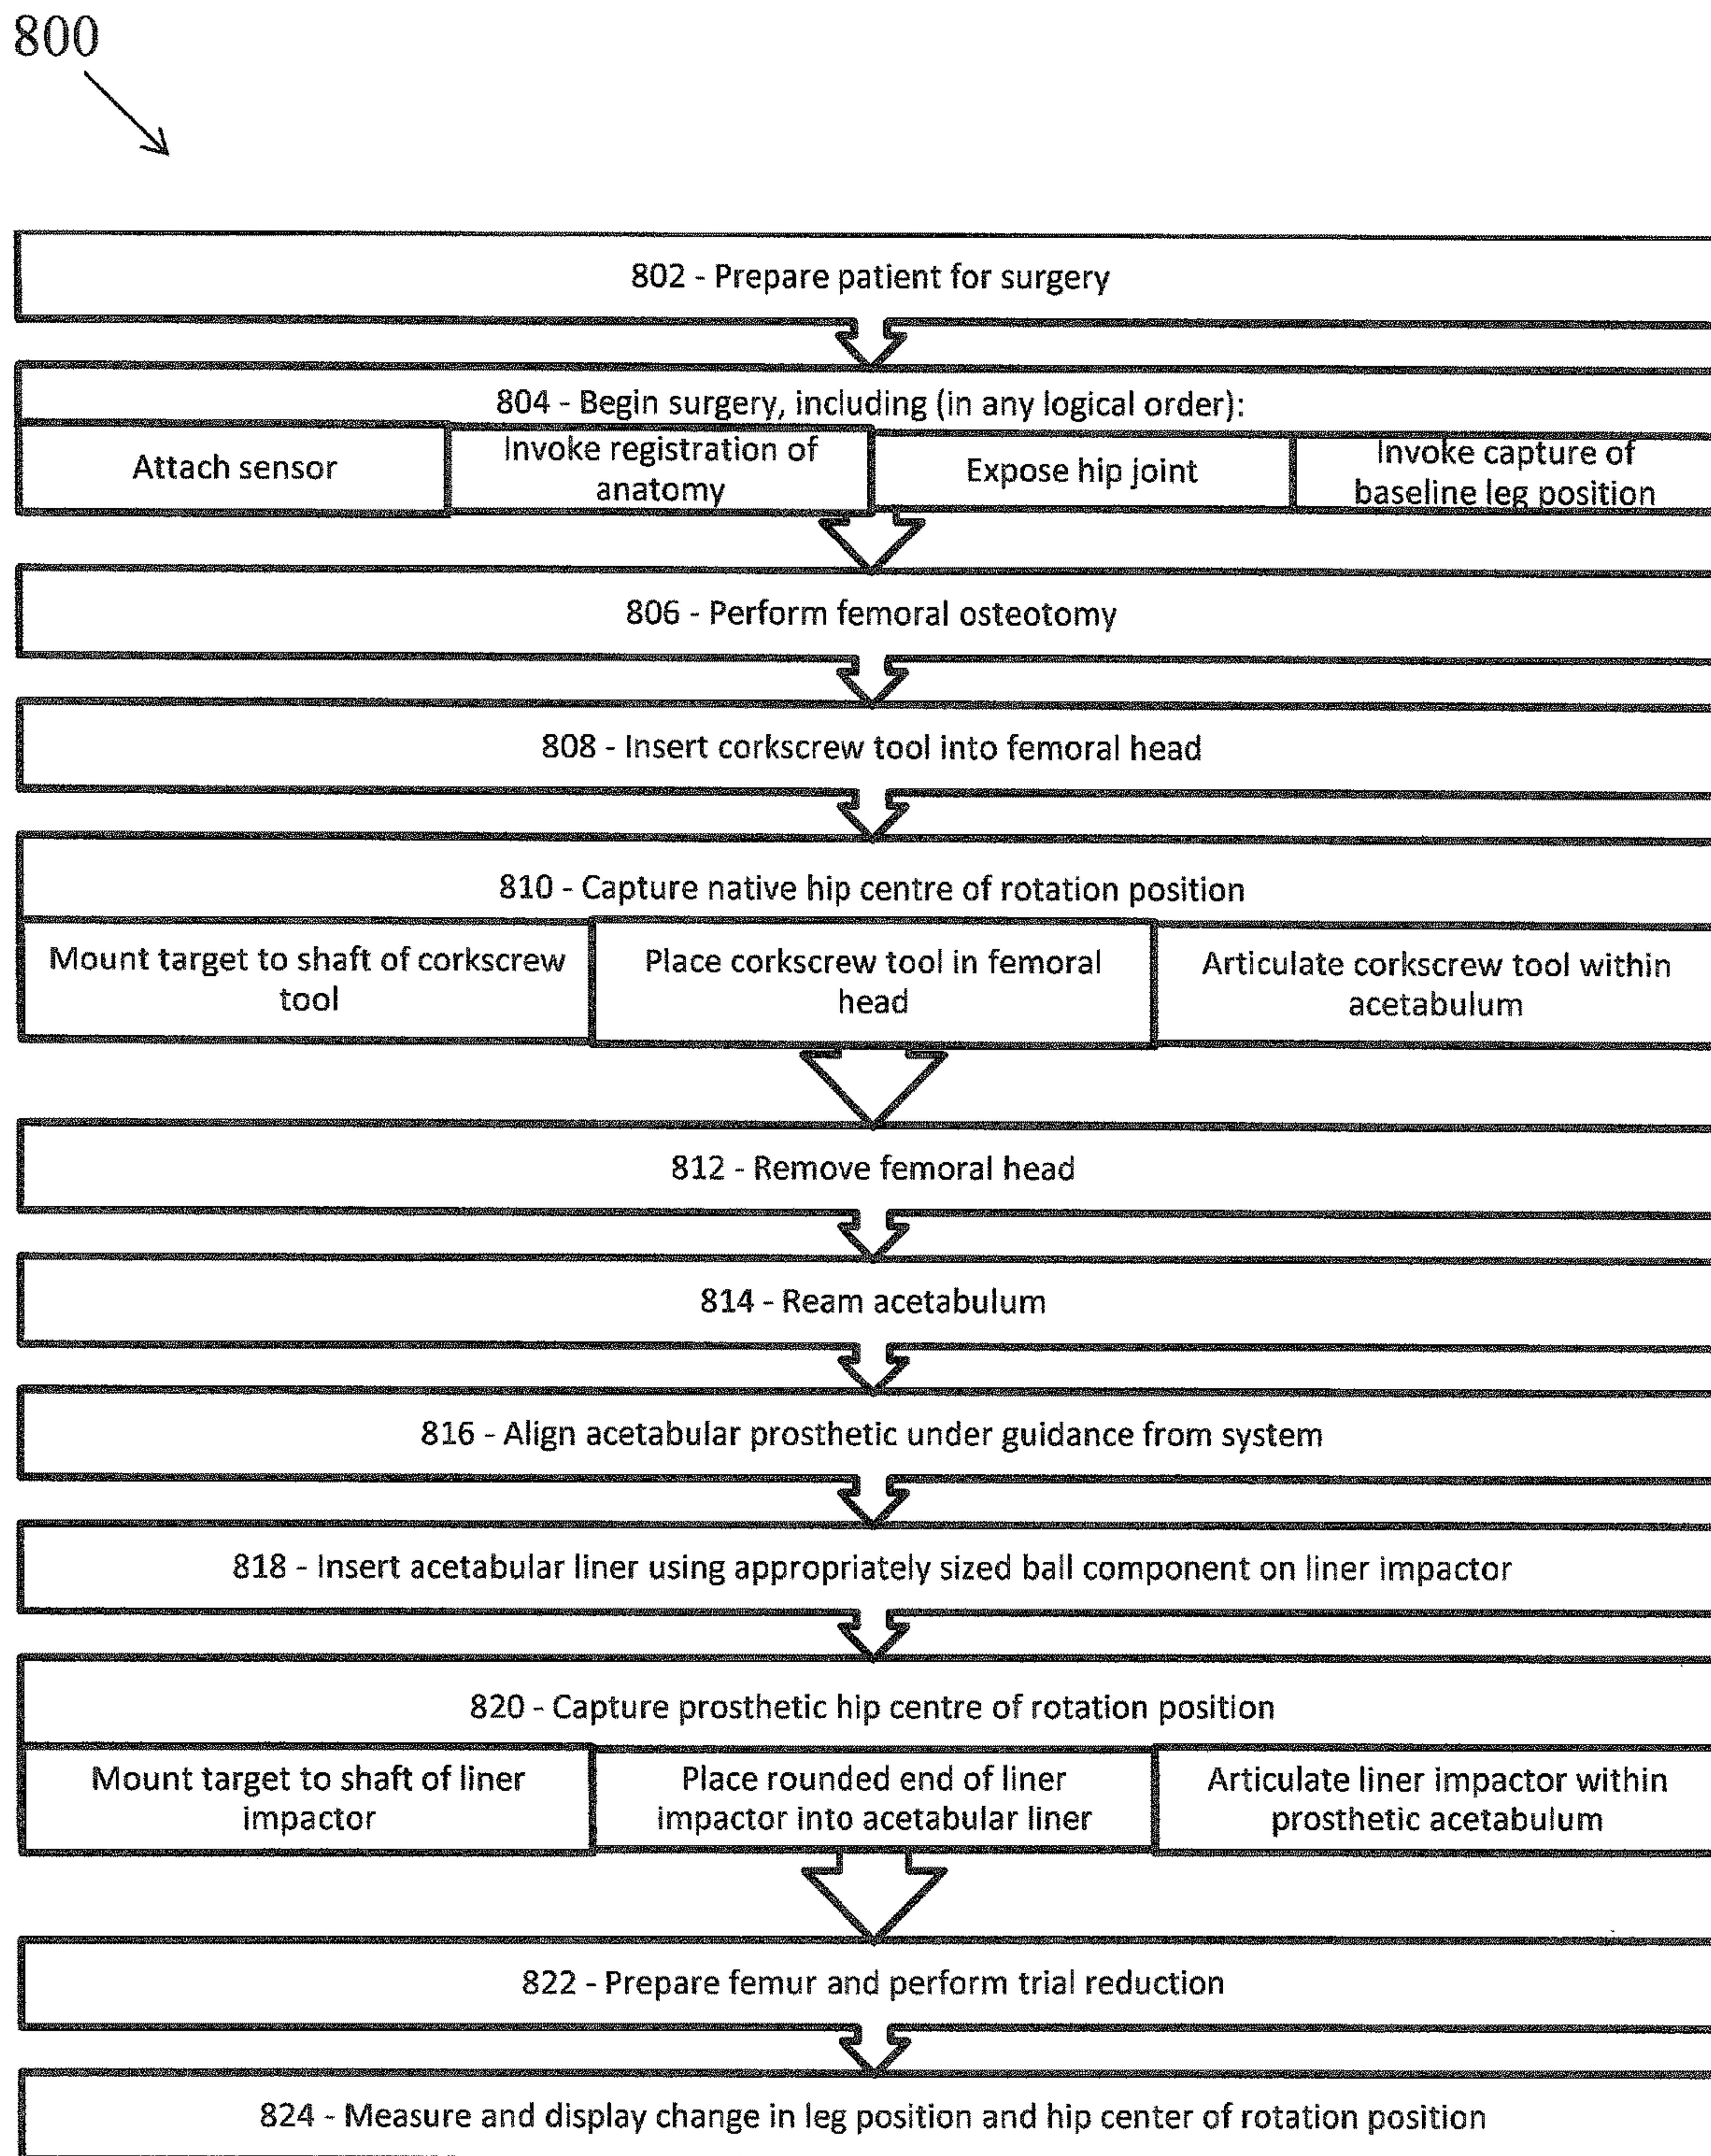 800
802 - Prepare patient for surgery
804 - Begin surgery, including (in any logical order):
Attach sensor
Invoke registration of
anatomy
Expose hip joint
Invoke capture of
baseline leg position
806 - Perform femoral osteotomy
808 - Insert corkscrew tool into femoral head
810 - Capture native hip centre of rotation position
Mount target to shaft of corkscrew
tool
Place corkscrew tool in femoral
head
Articulate corkscrew tool within
acetabulum
812 - Remove femoral head
814 - Ream acetabulum
816 - Align acetabular prosthetic under guidance from system
818 - Insert acetabular liner using appropriately sized ball component on liner impactor
820 - Capture prosthetic hip centre of rotation position
Mount target to shaft of liner
impactor
Place rounded end of liner
impactor into acetabular liner
Articulate liner impactor within
prosthetic acetabulum
822 - Prepare femur and perform trial reduction
824 - Measure and display change in leg position and hip center of rotation position